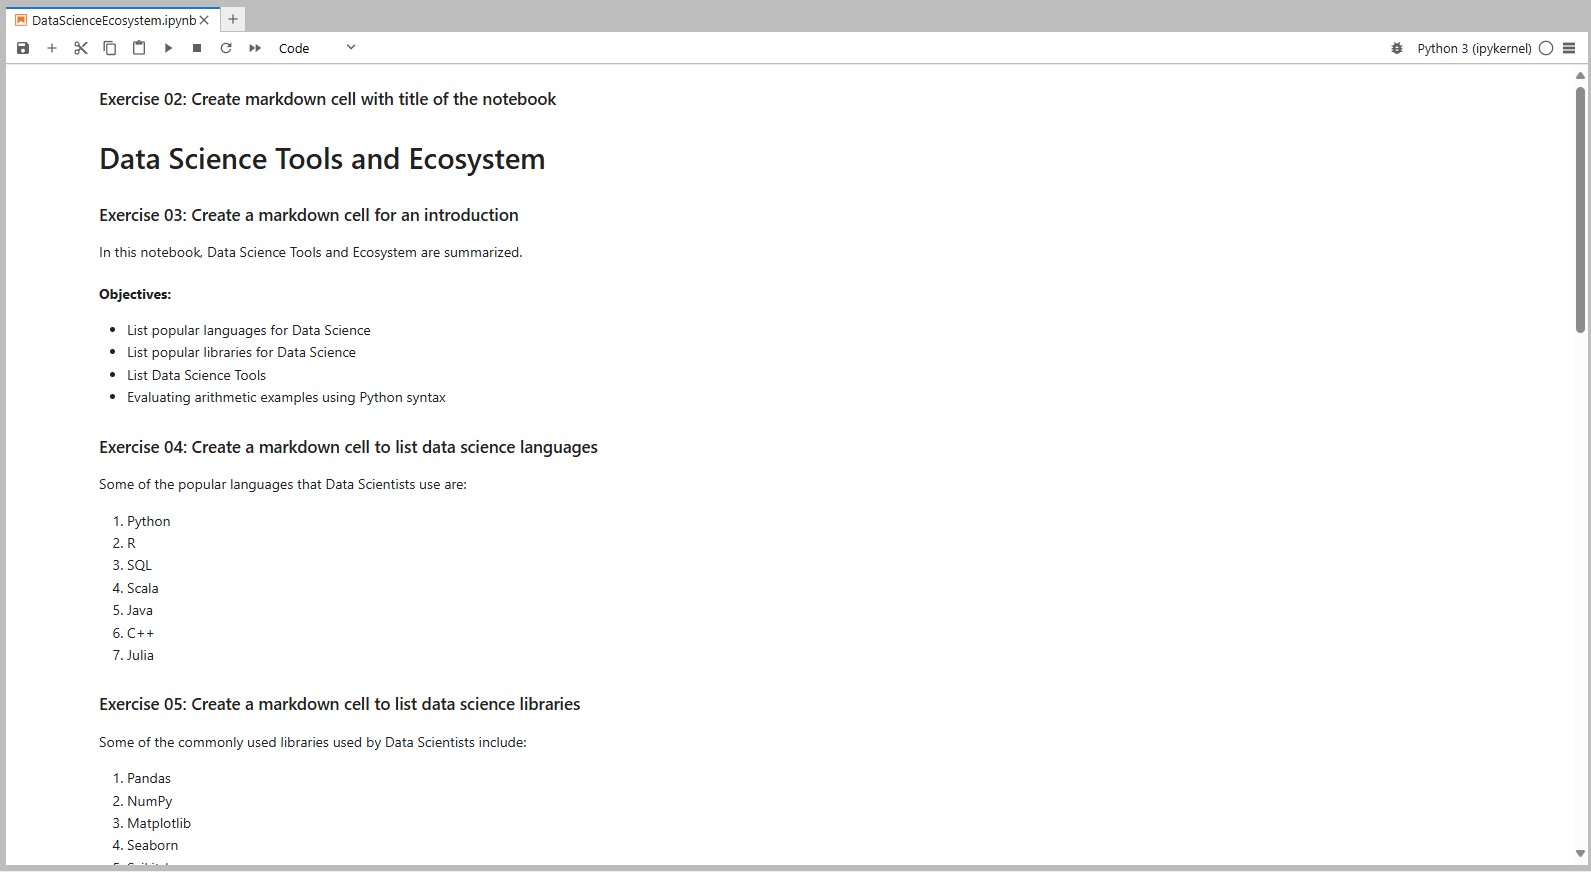 DataScienceEcosystem.ipynb
Code
Python 3 (ipykernel)
Exercise 02: Create markdown cell with title of the notebook
Data Science Tools and Ecosystem
Exercise 03: Create a markdown cell for an introduction
In this notebook, Data Science Tools and Ecosystem are summarized.
Objectives:
• List popular languages for Data Science
• List popular libraries for Data Science
• List Data Science Tools
• Evaluating arithmetic examples using Python syntax
Exercise 04: Create a markdown cell to list data science languages
Some of the popular languages that Data Scientists use are:
1. Python
2. R
3. SQL
4. Scala
5. Java
6. C++
7. Julia
Exercise 05: Create a markdown cell to list data science libraries
Some of the commonly used libraries used by Data Scientists include:
1. Pandas
2. NumPy
3. Matplotlib
4. Seaborn